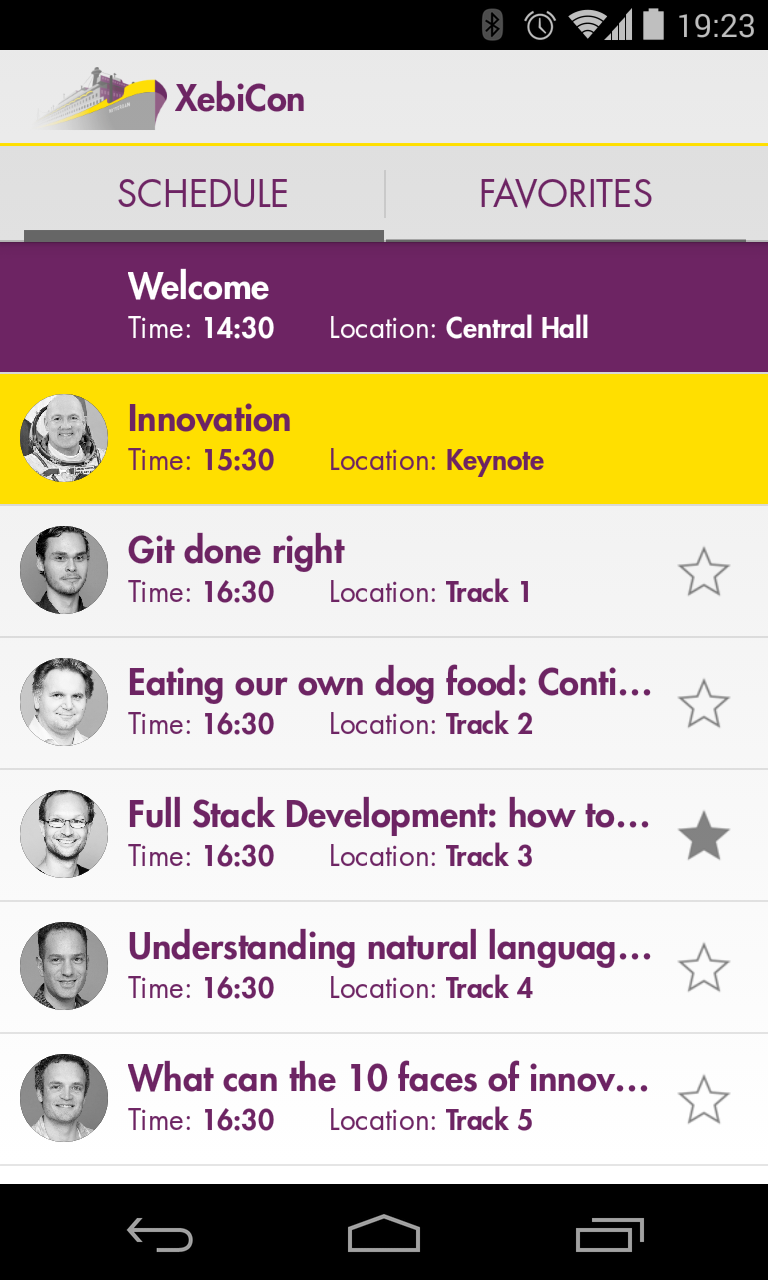 19:23
XebiCon
SCHEDULE FAVORITES
Welcome
Time: 14:30 Location: Central Hall
Innovation
Time: 15:30 Location: Keynote
Git done right
Time: 16:30 Location: Track 1
Eating our own dog food: Conti...
Time: 16:30 Location: Track 2
Full Stack Development: how to...
Time: 16:30 Location: Track 3
Understanding natural languag...
Time: 16:30 Location: Track 4
What can the 10 faces of innov...
Time: 16:30 Location: Track 5